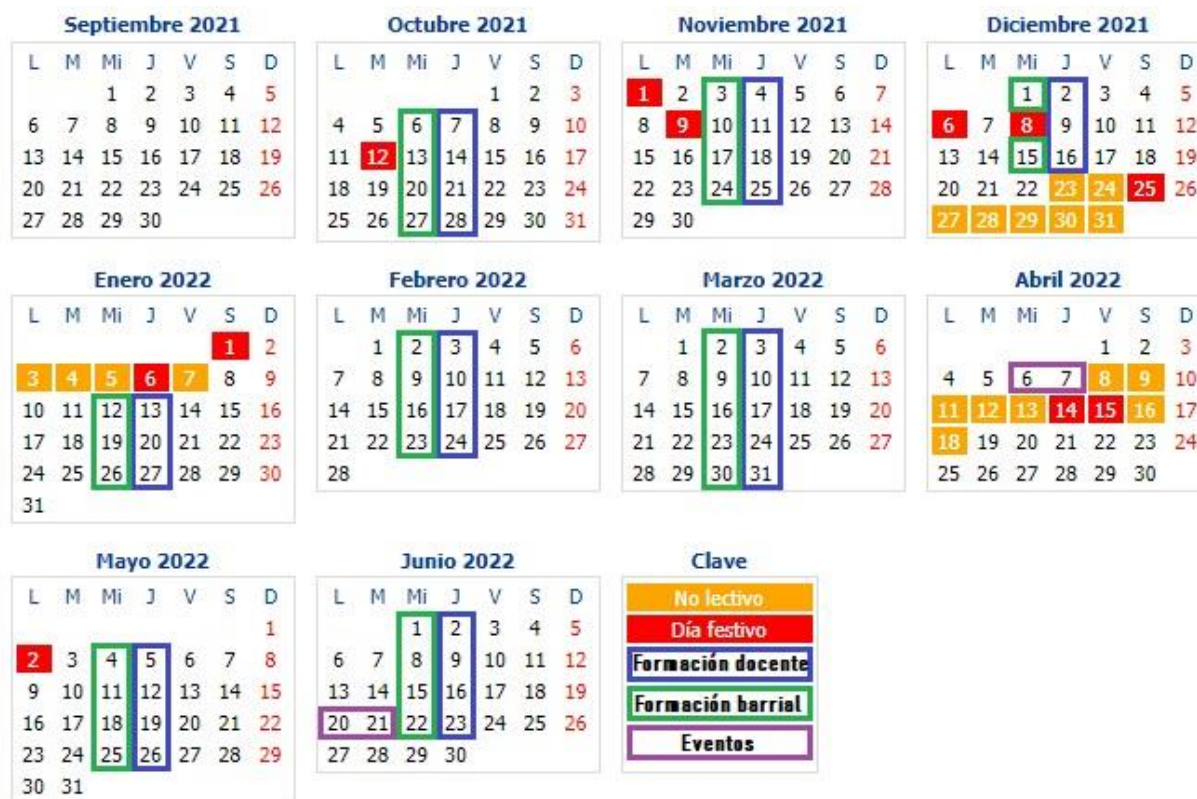 Septiembre 2021
L M Mi J V S D
1 2 3 4 5
6 7 8 9 10 11 12
13 14 15 16 17 18 19
20 21 22 23 24 25 26
27 28 29 30
Octubre 2021
L M Mi J V S D
1 2 3
4 5 6 7 8 9 10
11 12 13 14 15 16 17
18 19 20 21 22 23 24
25 26 27 28 29 30 31
Noviembre 2021
L M Mi J V S D
1 2 3 4 5 6 7
8 9 10 11 12 13 14
15 16 17 18 19 20 21
22 23 24 25 26 27 28
29 30
Diciembre 2021
L M Mi J V S D
1 2 3 4 5
6 7 8 9 10 11 12
13 14 15 16 17 18 19
20 21 22 23 24 25 26
27 28 29 30 31
Enero 2022
L M Mi J V S D
1 2
3 4 5 6 7 8 9
10 11 12 13 14 15 16
17 18 19 20 21 22 23
24 25 26 27 28 29 30
31
Febrero 2022
L M Mi J V S D
1 2 3 4 5 6
7 8 9 10 11 12 13
14 15 16 17 18 19 20
21 22 23 24 25 26 27
28
Marzo 2022
L M Mi J V S D
1 2 3 4 5 6
7 8 9 10 11 12 13
14 15 16 17 18 19 20
21 22 23 24 25 26 27
28 29 30 31
Abril 2022
L M Mi J V S D
1 2 3
4 5 6 7 8 9 10
11 12 13 14 15 16 17
18 19 20 21 22 23 24
25 26 27 28 29 30
Mayo 2022
L M Mi J V S D
1
2 3 4 5 6 7 8
9 10 11 12 13 14 15
16 17 18 19 20 21 22
23 24 25 26 27 28 29
30 31
Junio 2022
L M Mi J V S D
1 2 3 4 5
6 7 8 9 10 11 12
13 14 15 16 17 18 19
20 21 22 23 24 25 26
27 28 29 30
Clave
No lectivo
Día festivo
Formación docente
Formación barrial
Eventos